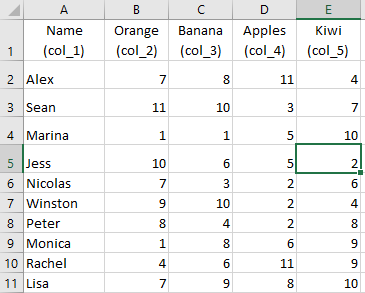 A B C D E
Name Orange Banana Apples Kiwi
1 (col_1) (col_2) (col_3) (col_4) (col_5)
2 Alex 7 8 11 4
3 Sean 11 10 3 7
4 Marina 1 1 5 10
5 Jess 10 6 5 2
6 Nicolas 7 3 2 6
7 Winston 9 10 2 4
8 Peter 8 4 2 8
9 Monica 1 8 6 9
10 Rachel 4 6 11 9
11 Lisa 7 9 8 10